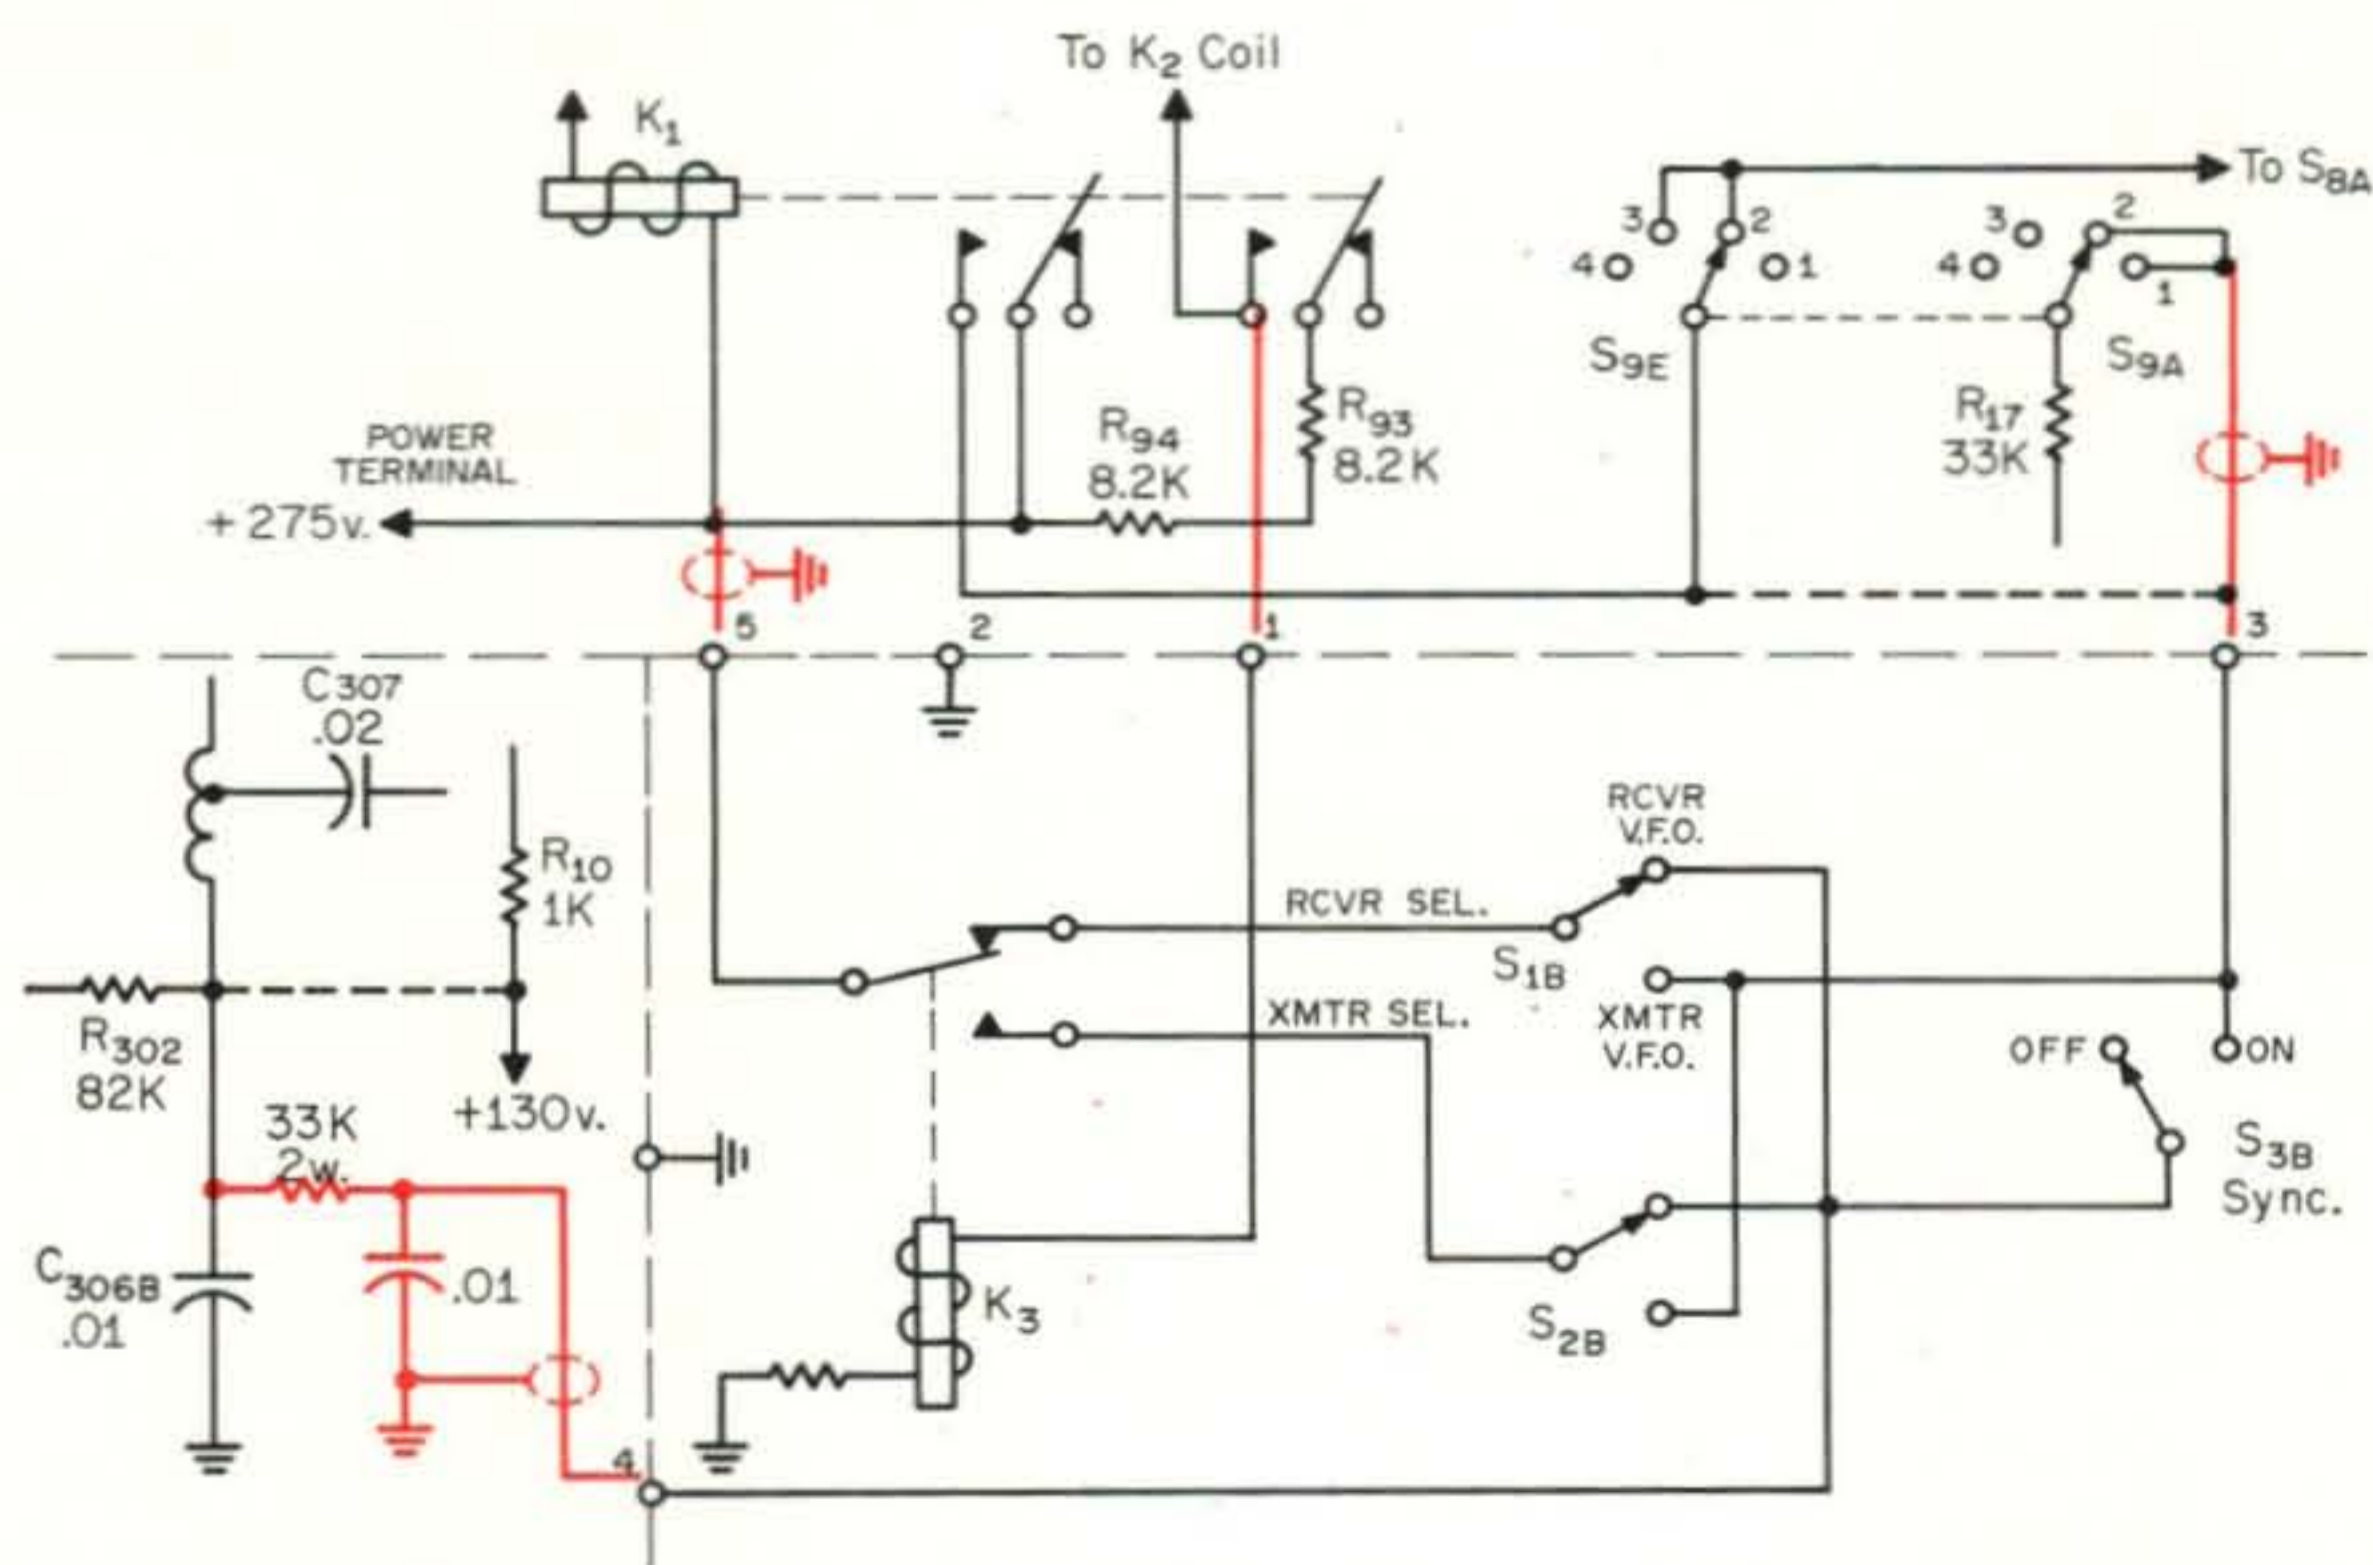 To K2 Coil
K1
To S8A
3
2
4
1
3
2
4
1
S9E
S9A
R17
33K
R94
8.2K
R93
8.2K
POWER
TERMINAL
+275v.
5
2
1
3
C307
.02
R10
1K
R302
82K
+130v.
33K
2w.
C306B
.01
.01
4
RCVR
V.F.O.
RCVR SEL.
S1B
XMTR SEL.
XMTR
V.F.O.
OFF
ON
S3B
Sync.
K3
S2B